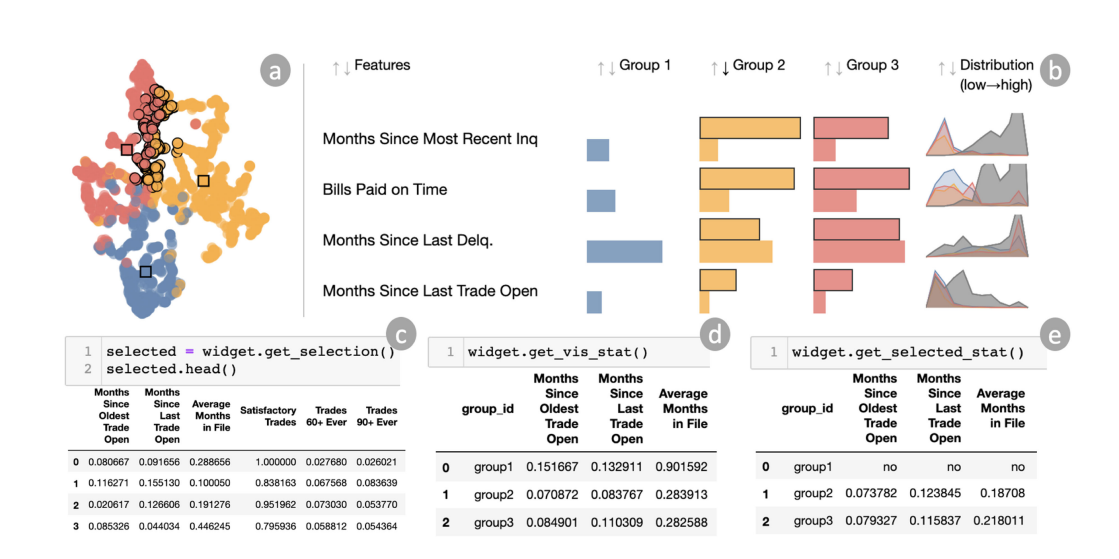 a
↑↓ Features ↑↓ Group 1 ↑↓ Group 2 ↑↓ Group 3 ↑↓ Distribution
(low→high)
b
Months Since Most Recent Inq
Bills Paid on Time
Months Since Last Delq.
Months Since Last Trade Open
c
1 selected = widget.get_selection()
2 selected.head()
Months Since Oldest Trade Open Months Since Last Trade Open Average Months in File Satisfactory Trades Trades 60+ Ever Trades 90+ Ever
0 0.080667 0.091656 0.288656 1.000000 0.027680 0.026021
1 0.116271 0.155130 0.100050 0.838163 0.067568 0.083639
2 0.020617 0.126606 0.191276 0.951962 0.073030 0.053770
3 0.085326 0.044034 0.446245 0.795936 0.058812 0.054364
d
1 widget.get_vis_stat()
group_id Months Since Oldest Trade Open Months Since Last Trade Open Average Months in File
0 group1 0.151667 0.132911 0.901592
1 group2 0.070872 0.083767 0.283913
2 group3 0.084901 0.110309 0.282588
e
1 widget.get_selected_stat()
group_id Months Since Oldest Trade Open Months Since Last Trade Open Average Months in File
0 group1 no no no
1 group2 0.073782 0.123845 0.18708
2 group3 0.079327 0.115837 0.218011